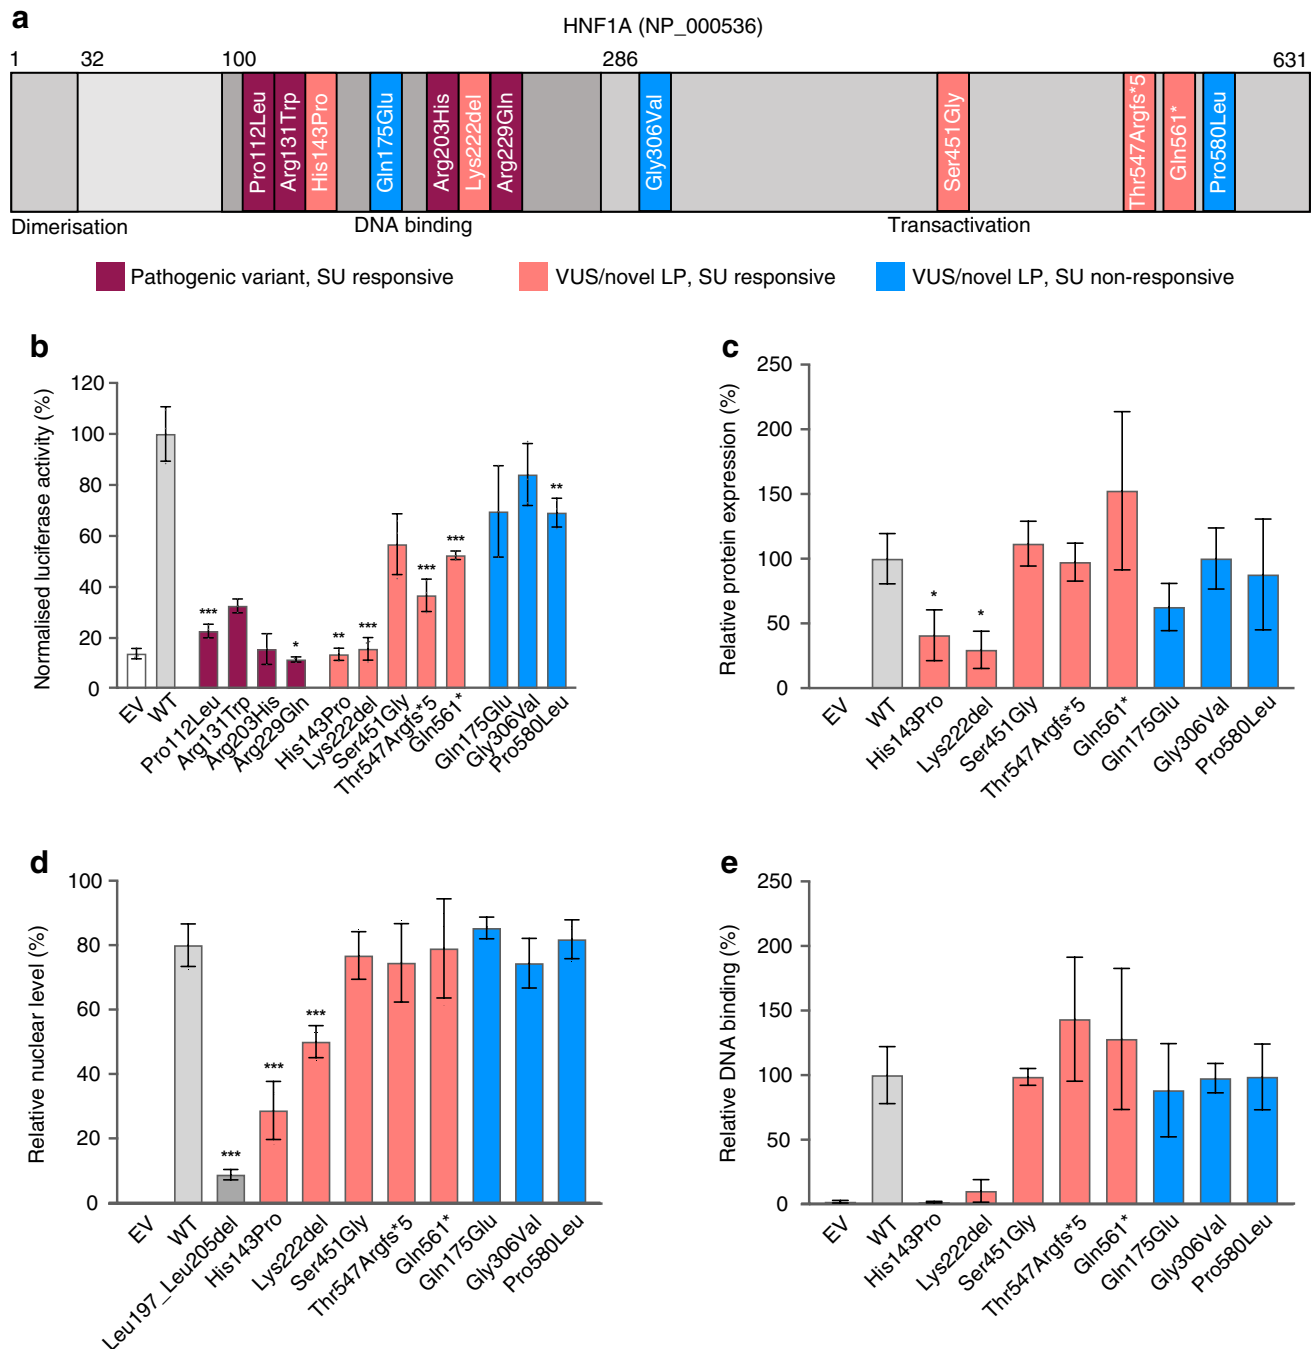 a
HNF1A (NP_000536)
1 32 100 286 631
Pro112Leu
Arg131Trp
His143Pro
Gln175Glu
Arg203His
Lys222del
Arg229Gln
Gly306Val
Ser451Gly
Thr547Argfs*5
Gln561*
Pro580Leu
Dimerisation DNA binding Transactivation
Pathogenic variant, SU responsive
VUS/novel LP, SU responsive
VUS/novel LP, SU non-responsive
b
Normalised luciferase activity (%)
120
100
80
60
40
20
0
***
*
**
***
***
***
**
EV
WT
Pro112Leu
Arg131Trp
Arg203His
Arg229Gln
His143Pro
Lys222del
Ser451Gly
Thr547Argfs*5
Gln561*
Gln175Glu
Gly306Val
Pro580Leu
c
Relative protein expression (%)
250
200
150
100
50
0
*
*
EV
WT
His143Pro
Lys222del
Ser451Gly
Thr547Argfs*5
Gln561*
Gln175Glu
Gly306Val
Pro580Leu
d
Relative nuclear level (%)
100
80
60
40
20
0
***
***
***
EV
WT
Leu197_Leu205del
His143Pro
Lys222del
Ser451Gly
Thr547Argfs*5
Gln561*
Gln175Glu
Gly306Val
Pro580Leu
e
Relative DNA binding (%)
250
200
150
100
50
0
EV
WT
His143Pro
Lys222del
Ser451Gly
Thr547Argfs*5
Gln561*
Gln175Glu
Gly306Val
Pro580Leu